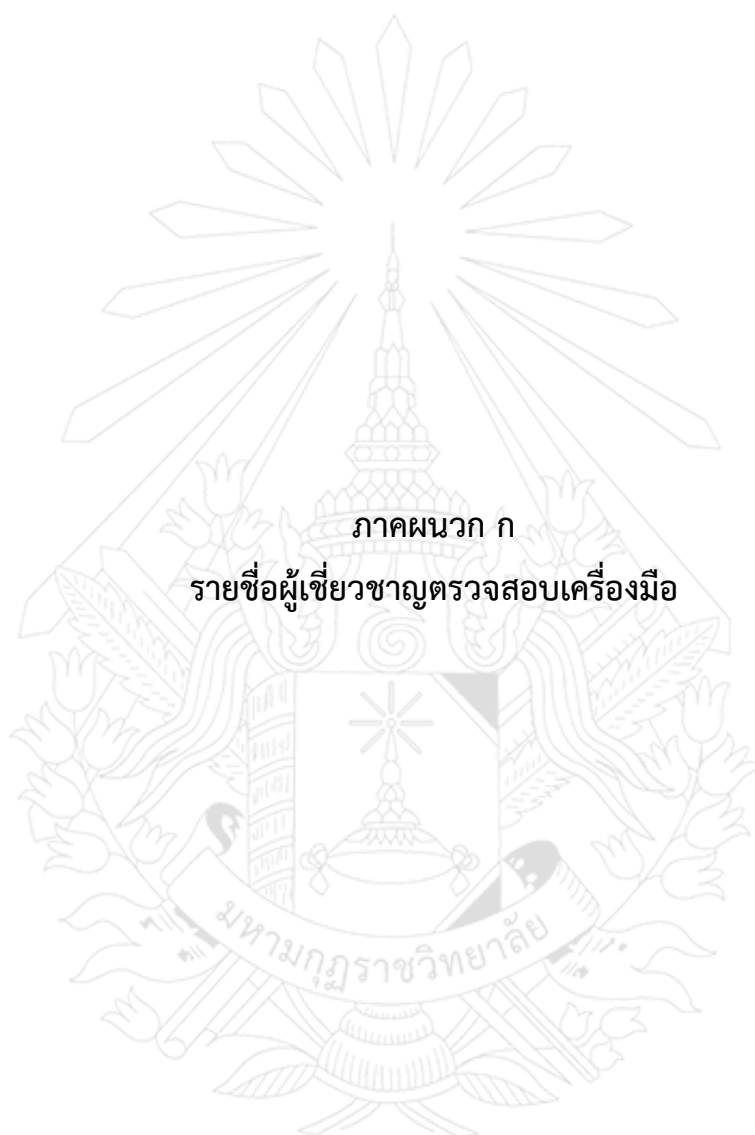 ภาคผนวก ก
รายชื่อผู้เชี่ยวชาญตรวจสอบเครื่องมือ
มหามกุฏราชวิทยาลัย